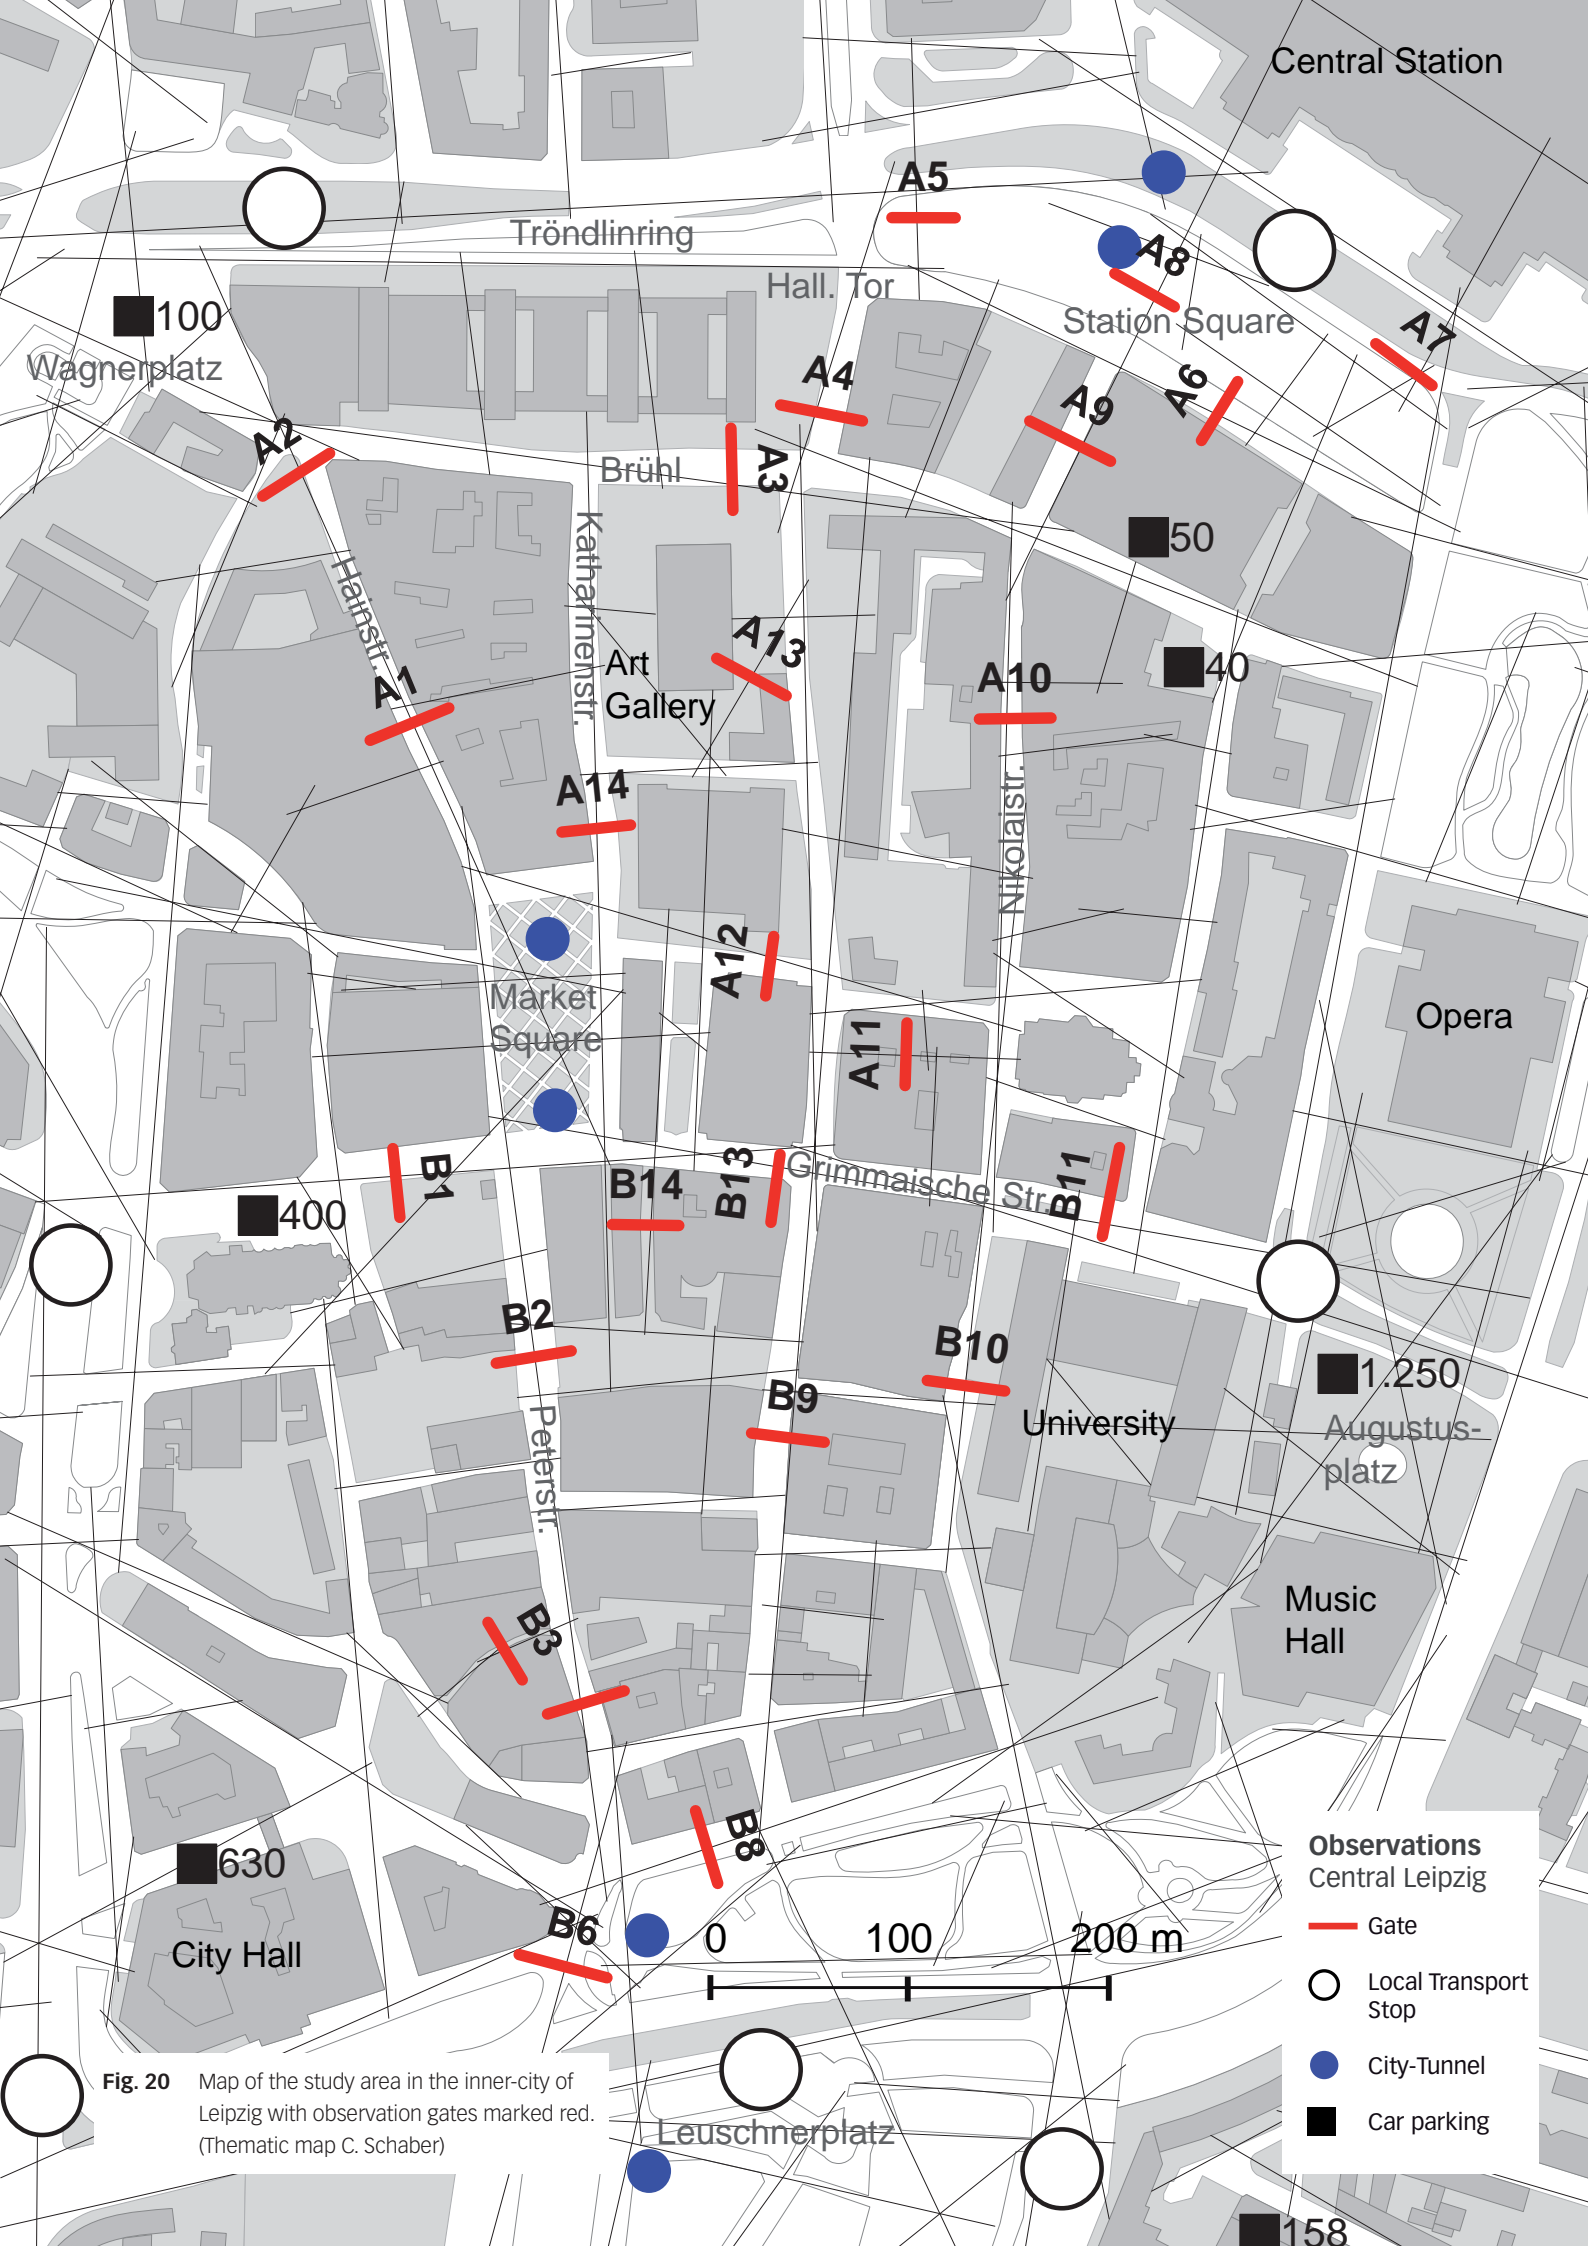 Central Station
A5
Tröndlinring
A8
Hall. Tor
100
Station Square
A7
Wagnerplatz
A4
A6
A9
A2
Brühl
A3
50
Katharinenstr.
Hainstr.
A13
Art
Gallery
A10
40
A1
A14
Nikolaistr.
A12
Market
Square
Opera
A11
B1
B14
B13
Grimmaische Str.
B11
400
B2
B10
1.250
B9
University
Augustus-
platz
Peterstr.
B3
Music
Hall
B8
630
City Hall
B6
0 100 200 m
Observations
Central Leipzig
Gate
Local Transport
Stop
City-Tunnel
Car parking
Fig. 20 Map of the study area in the inner-city of
Leipzig with observation gates marked red.
(Thematic map C. Schaber)
Leuschnerplatz
158